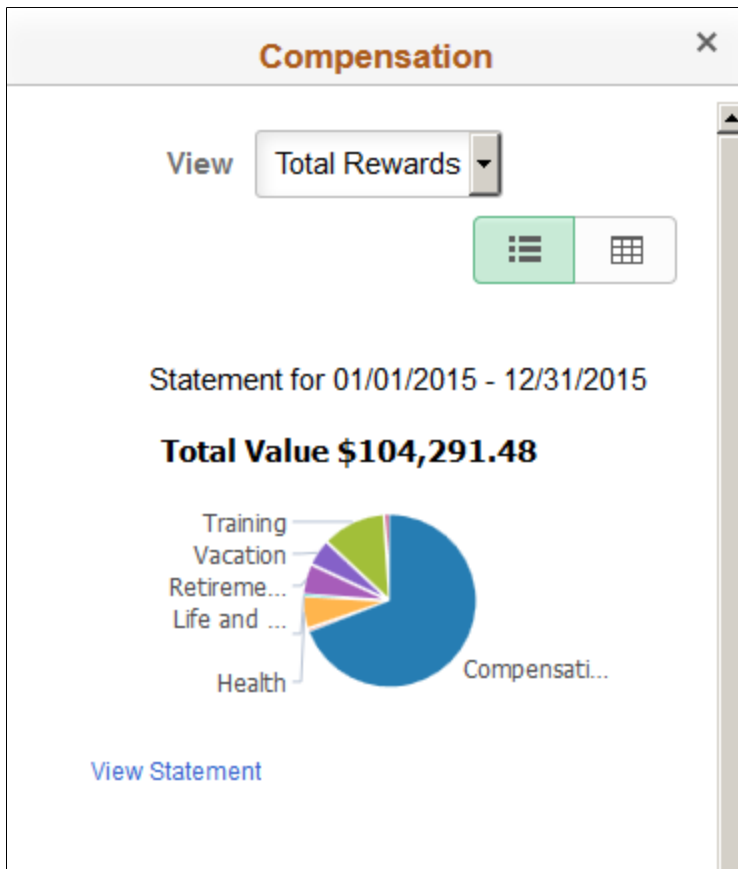 Compensation
View Total Rewards
Statement for 01/01/2015 - 12/31/2015
Total Value $104,291.48
Training
Vacation
Retireme...
Life and ...
Health
Compensati...
View Statement